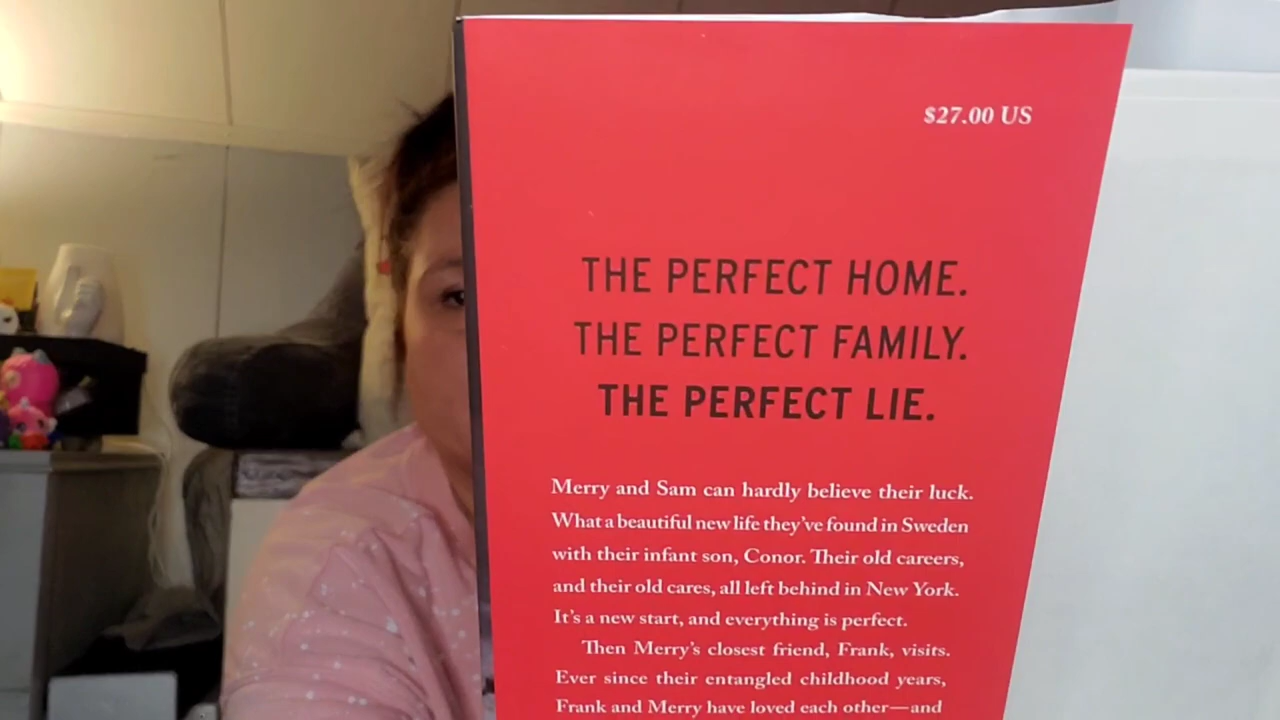 $27.00 US
THE PERFECT HOME.
THE PERFECT FAMILY.
THE PERFECT LIE.
Merry and Sam can hardly believe their luck.
What a beautiful new life they’ve found in Sweden
with their infant son, Conor. Their old careers,
and their old cares, all left behind in New York.
It’s a new start, and everything is perfect.
Then Merry’s closest friend, Frank, visits.
Ever since their entangled childhood years,
Frank and Merry have loved each other—and